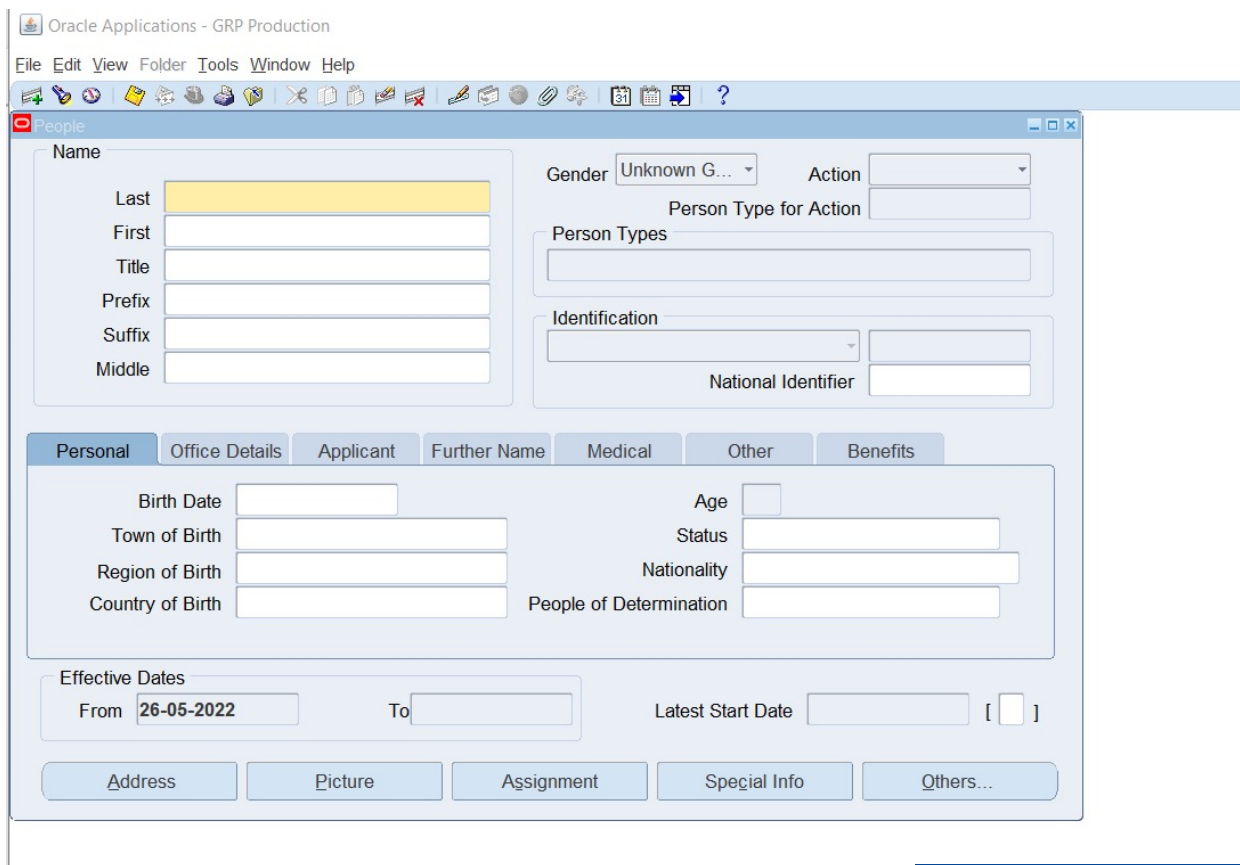 Oracle Applications - GRP Production
File Edit View Folder Tools Window Help
31
?
People
Name
Last
First
Title
Prefix
Suffix
Middle
Gender Unknown G... Action
Person Type for Action
Person Types
Identification
National Identifier
Personal Office Details Applicant Further Name Medical Other Benefits
Birth Date Age
Town of Birth Status
Region of Birth Nationality
Country of Birth People of Determination
Effective Dates
From 26-05-2022 To Latest Start Date [ ]
Address Picture Assignment Special Info Others...